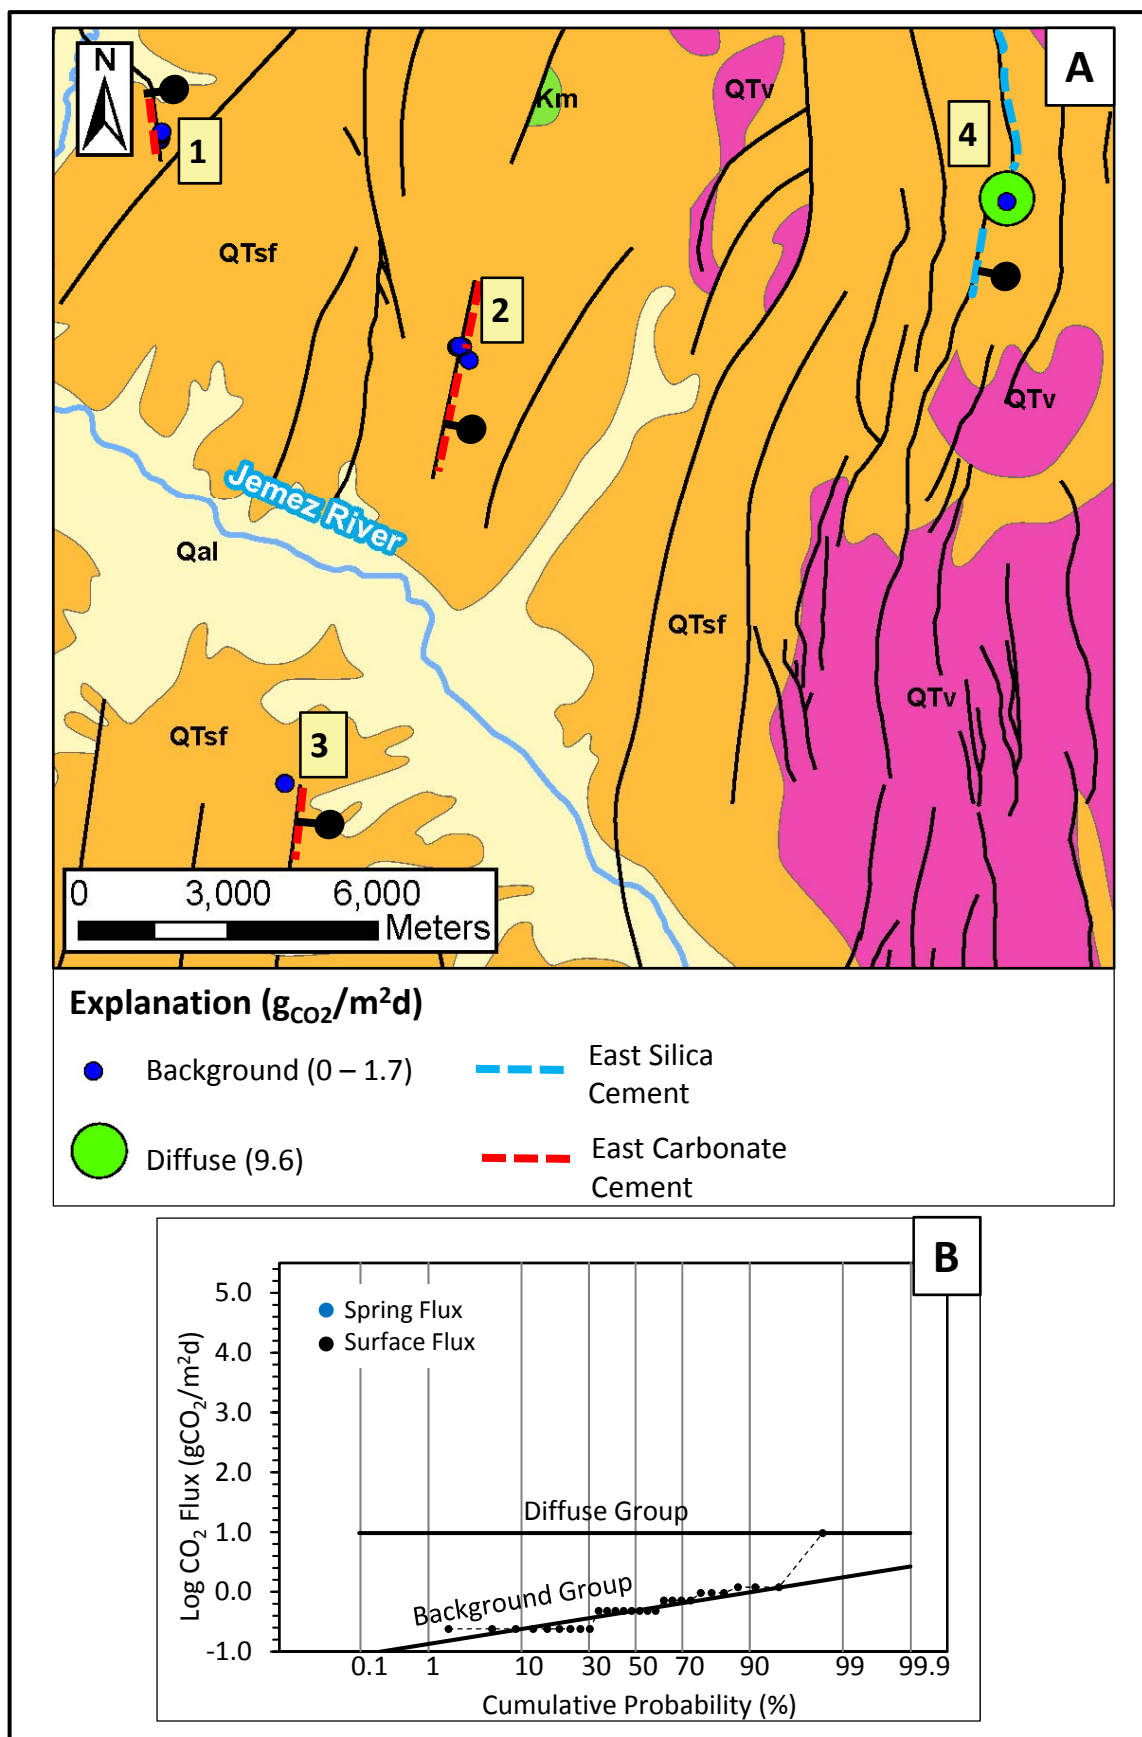 A
N
Km
QTv
4
1
QTsf
2
QTv
Jemez River
Qal
QTsf
QTv
3
QTsf
0 3,000 6,000
Meters
Explanation (gCO2/m²d)
Background (0 – 1.7)
East Silica
Cement
Diffuse (9.6)
East Carbonate
Cement
B
5.0
Spring Flux
Surface Flux
4.0
3.0
2.0
Diffuse Group
1.0
Background Group
0.0
-1.0
Log CO₂ Flux (gCO₂/m²d)
0.1 1 10 30 50 70 90 99 99.9
Cumulative Probability (%)